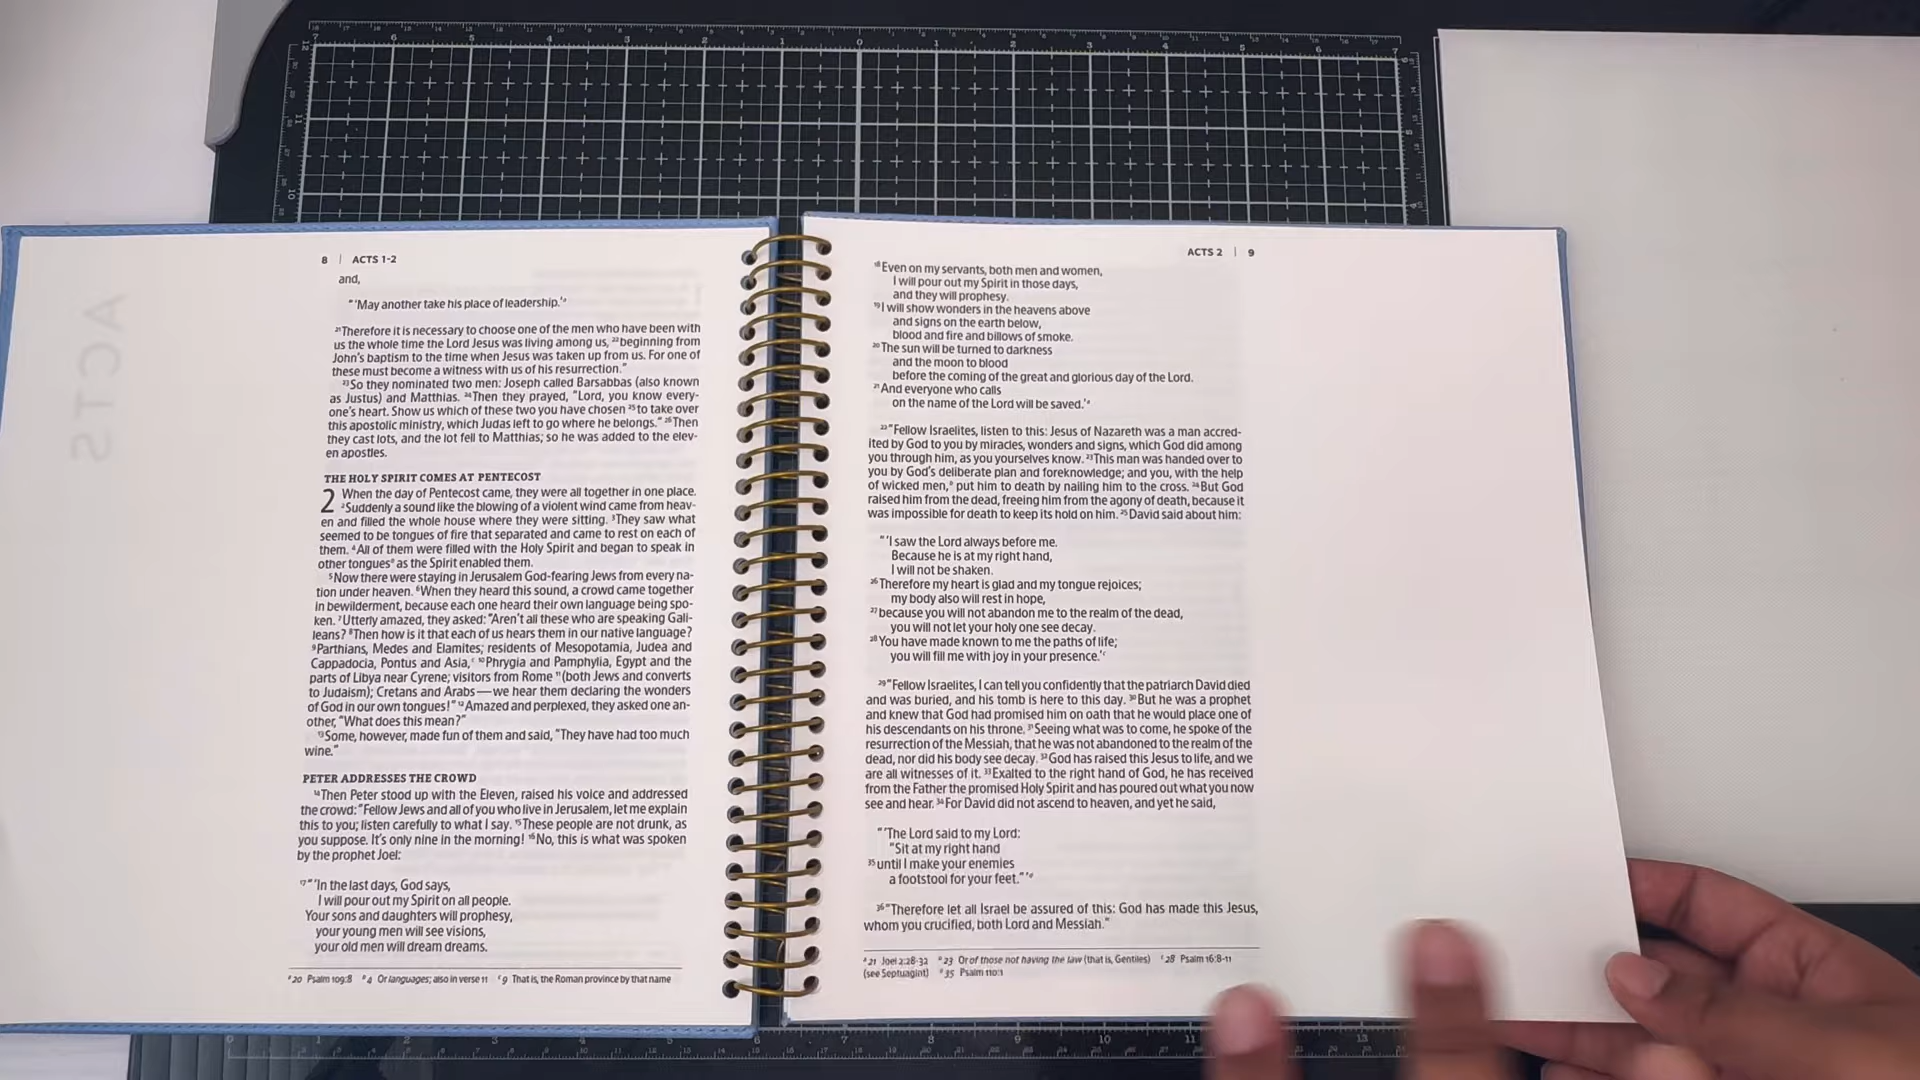 8 | ACTS 1-2
and,
“‘May another take his place of leadership.’ᵃ
²¹Therefore it is necessary to choose one of the men who have been with
us the whole time the Lord Jesus was living among us, ²²beginning from
John’s baptism to the time when Jesus was taken up from us. For one of
these must become a witness with us of his resurrection.”
²³So they nominated two men: Joseph called Barsabbas (also known
as Justus) and Matthias. ²⁴Then they prayed, “Lord, you know every-
one’s heart. Show us which of these two you have chosen ²⁵to take over
this apostolic ministry, which Judas left to go where he belongs.” ²⁶Then
they cast lots, and the lot fell to Matthias; so he was added to the elev-
en apostles.
THE HOLY SPIRIT COMES AT PENTECOST
2 When the day of Pentecost came, they were all together in one place.
²Suddenly a sound like the blowing of a violent wind came from heav-
en and filled the whole house where they were sitting. ³They saw what
seemed to be tongues of fire that separated and came to rest on each of
them. ⁴All of them were filled with the Holy Spirit and began to speak in
other tonguesᵇ as the Spirit enabled them.
⁵Now there were staying in Jerusalem God-fearing Jews from every na-
tion under heaven. ⁶When they heard this sound, a crowd came together
in bewilderment, because each one heard their own language being spo-
ken. ⁷Utterly amazed, they asked: “Aren’t all these who are speaking Gali-
leans? ⁸Then how is it that each of us hears them in our native language?
⁹Parthians, Medes and Elamites; residents of Mesopotamia, Judea and
Cappadocia, Pontus and Asia,ᶜ ¹⁰Phrygia and Pamphylia, Egypt and the
parts of Libya near Cyrene; visitors from Rome ¹¹(both Jews and converts
to Judaism); Cretans and Arabs—we hear them declaring the wonders
of God in our own tongues!” ¹²Amazed and perplexed, they asked one an-
other, “What does this mean?”
¹³Some, however, made fun of them and said, “They have had too much
wine.”
PETER ADDRESSES THE CROWD
¹⁴Then Peter stood up with the Eleven, raised his voice and addressed
the crowd: “Fellow Jews and all of you who live in Jerusalem, let me explain
this to you; listen carefully to what I say. ¹⁵These people are not drunk, as
you suppose. It’s only nine in the morning! ¹⁶No, this is what was spoken
by the prophet Joel:
¹⁷“‘In the last days, God says,
I will pour out my Spirit on all people.
Your sons and daughters will prophesy,
your young men will see visions,
your old men will dream dreams.
ᵃ20 Psalm 109:8 ᵇ4 Or languages; also in verse 11 ᶜ9 That is, the Roman province by that name
ACTS 2 | 9
¹⁸Even on my servants, both men and women,
I will pour out my Spirit in those days,
and they will prophesy.
¹⁹I will show wonders in the heavens above
and signs on the earth below,
blood and fire and billows of smoke.
²⁰The sun will be turned to darkness
and the moon to blood
before the coming of the great and glorious day of the Lord.
²¹And everyone who calls
on the name of the Lord will be saved.’ᵃ
²²“Fellow Israelites, listen to this: Jesus of Nazareth was a man accred-
ited by God to you by miracles, wonders and signs, which God did among
you through him, as you yourselves know. ²³This man was handed over to
you by God’s deliberate plan and foreknowledge; and you, with the help
of wicked men,ᵇ put him to death by nailing him to the cross. ²⁴But God
raised him from the dead, freeing him from the agony of death, because it
was impossible for death to keep its hold on him. ²⁵David said about him:
“‘I saw the Lord always before me.
Because he is at my right hand,
I will not be shaken.
²⁶Therefore my heart is glad and my tongue rejoices;
my body also will rest in hope,
²⁷because you will not abandon me to the realm of the dead,
you will not let your holy one see decay.
²⁸You have made known to me the paths of life;
you will fill me with joy in your presence.’ᶜ
²⁹“Fellow Israelites, I can tell you confidently that the patriarch David died
and was buried, and his tomb is here to this day. ³⁰But he was a prophet
and knew that God had promised him on oath that he would place one of
his descendants on his throne. ³¹Seeing what was to come, he spoke of the
resurrection of the Messiah, that he was not abandoned to the realm of the
dead, nor did his body see decay. ³²God has raised this Jesus to life, and we
are all witnesses of it. ³³Exalted to the right hand of God, he has received
from the Father the promised Holy Spirit and has poured out what you now
see and hear. ³⁴For David did not ascend to heaven, and yet he said,
“‘The Lord said to my Lord:
“Sit at my right hand
³⁵until I make your enemies
a footstool for your feet.”’ᵈ
³⁶“Therefore let all Israel be assured of this: God has made this Jesus,
whom you crucified, both Lord and Messiah.”
ᵃ21 Joel 2:28-32 ᵇ23 Or of those not having the law (that is, Gentiles) ᶜ28 Psalm 16:8-11
(see Septuagint) ᵈ35 Psalm 110:1